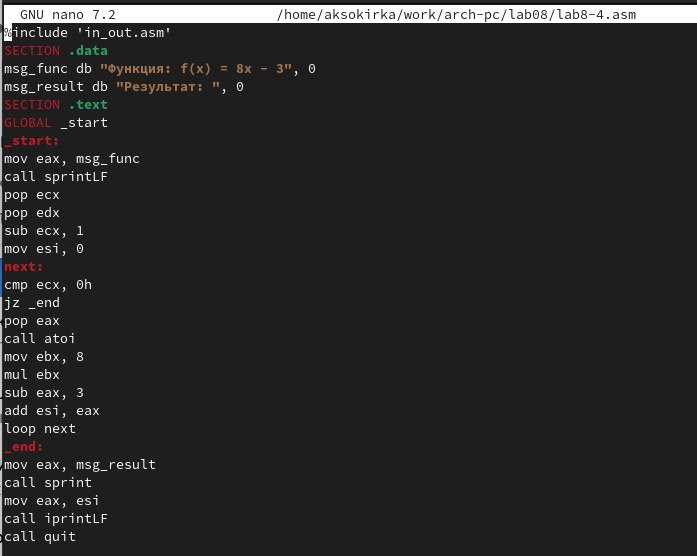 GNU nano 7.2 /home/aksokirka/work/arch-pc/lab08/lab8-4.asm
%include 'in_out.asm'
SECTION .data
msg_func db "Функция: f(x) = 8x - 3", 0
msg_result db "Результат: ", 0
SECTION .text
GLOBAL _start
_start:
mov eax, msg_func
call sprintLF
pop ecx
pop edx
sub ecx, 1
mov esi, 0
next:
cmp ecx, 0h
jz _end
pop eax
call atoi
mov ebx, 8
mul ebx
sub eax, 3
add esi, eax
loop next
_end:
mov eax, msg_result
call sprint
mov eax, esi
call iprintLF
call quit